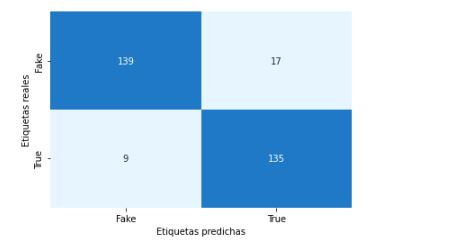 Etiquetas reales
Fake
139
17
True
9
135
Fake
True
Etiquetas predichas